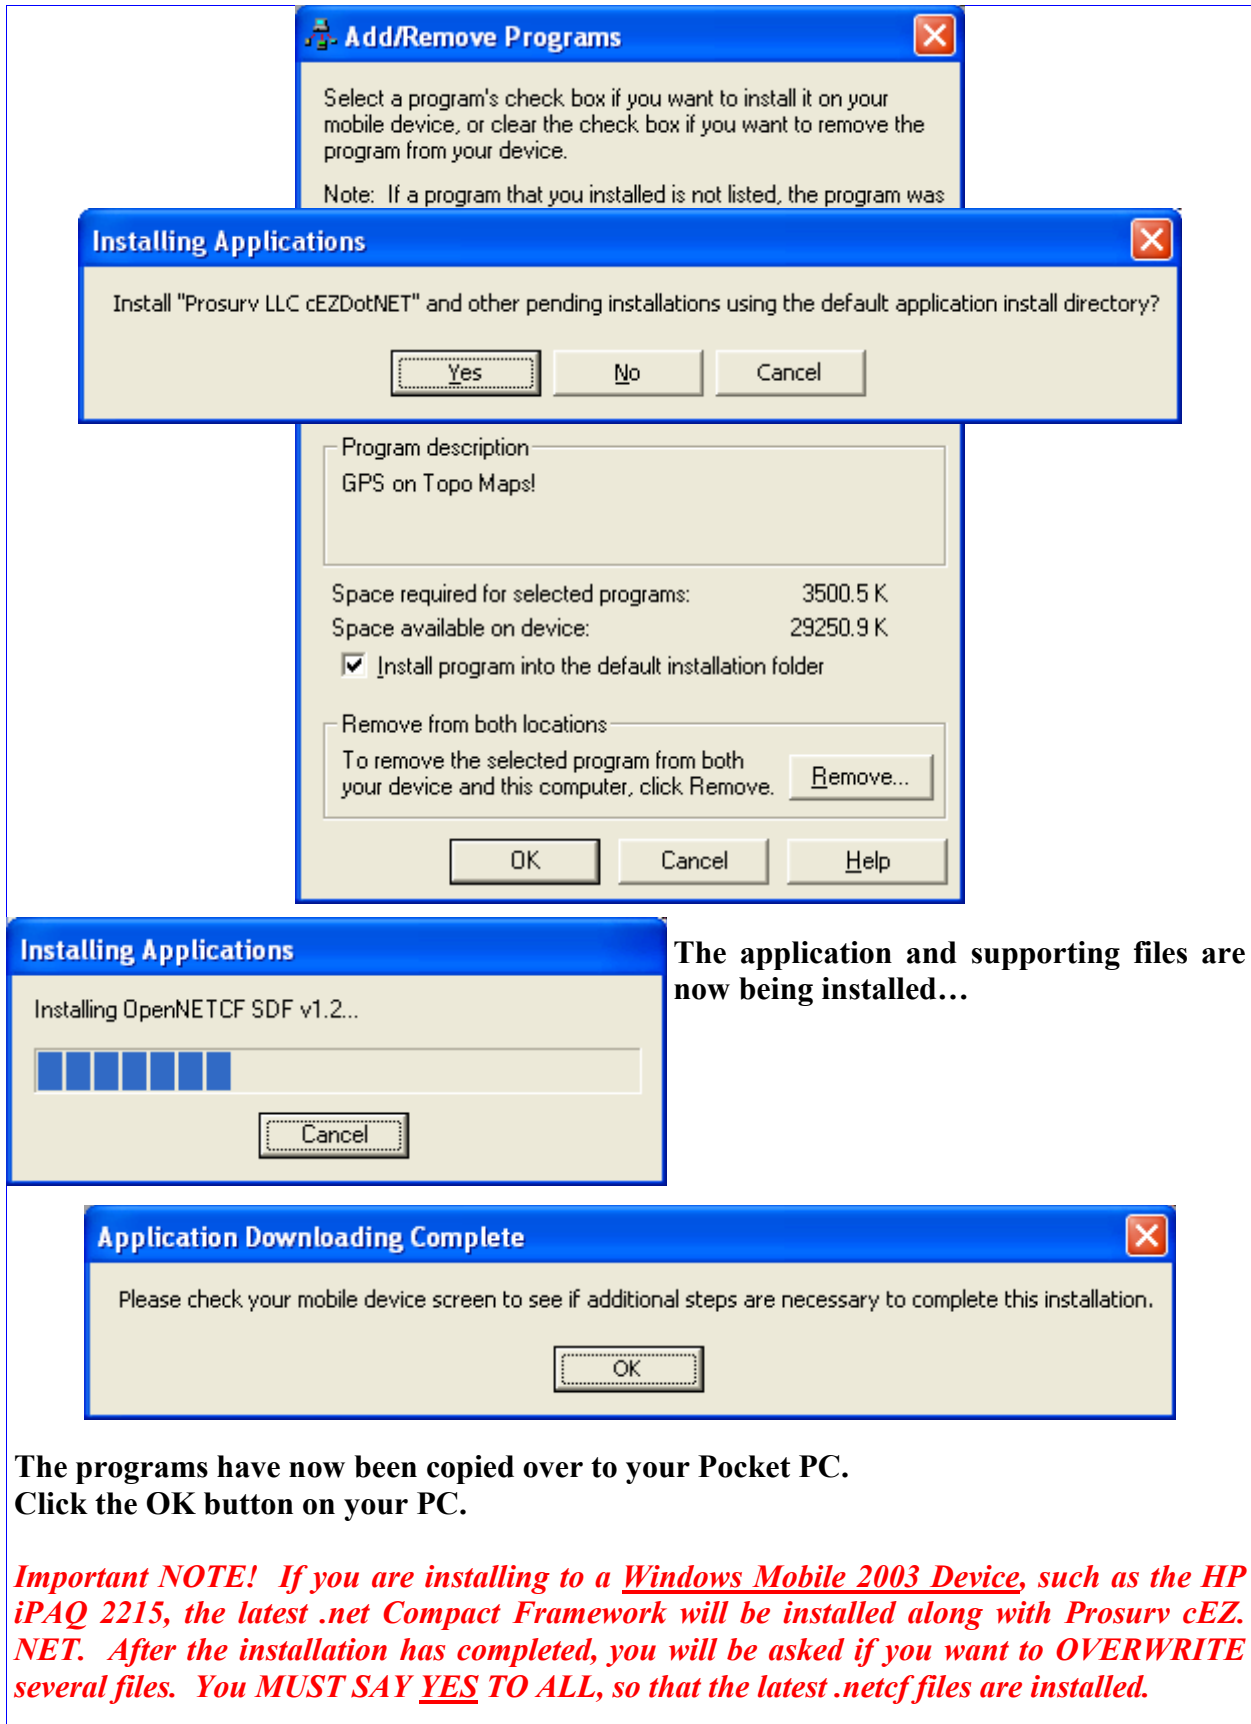 Add/Remove Programs
Select a program's check box if you want to install it on your
mobile device, or clear the check box if you want to remove the
program from your device.
Note: If a program that you installed is not listed, the program was
Installing Applications
Install "Prosurv LLC cEZDotNET" and other pending installations using the default application install directory?
Yes No Cancel
Program description
GPS on Topo Maps!
Space required for selected programs: 3500.5 K
Space available on device: 29250.9 K
Install program into the default installation folder
Remove from both locations
To remove the selected program from both
your device and this computer, click Remove.
Remove...
OK Cancel Help
Installing Applications
Installing OpenNETCF SDF v1.2...
Cancel
The application and supporting files are
now being installed…
Application Downloading Complete
Please check your mobile device screen to see if additional steps are necessary to complete this installation.
OK
The programs have now been copied over to your Pocket PC.
Click the OK button on your PC.
Important NOTE! If you are installing to a Windows Mobile 2003 Device, such as the HP
iPAQ 2215, the latest .net Compact Framework will be installed along with Prosurv cEZ.
NET. After the installation has completed, you will be asked if you want to OVERWRITE
several files. You MUST SAY YES TO ALL, so that the latest .netcf files are installed.